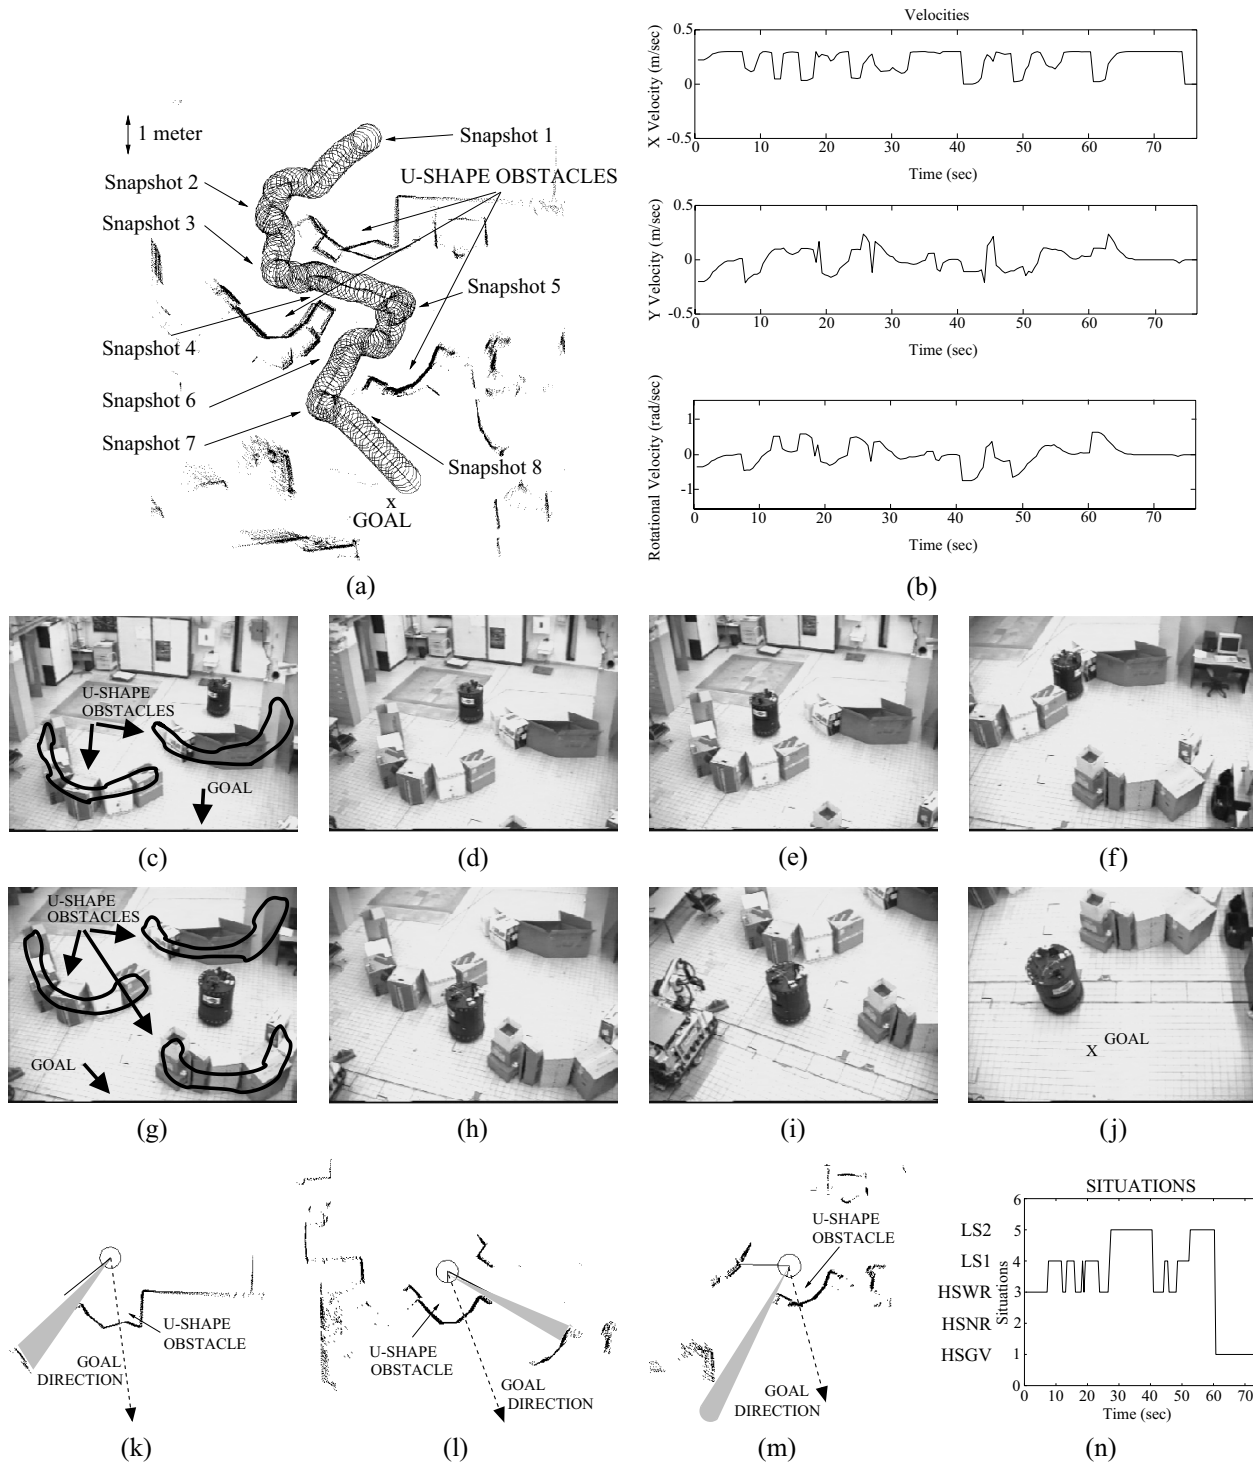 1 meter
Snapshot 1
Snapshot 2
U-SHAPE OBSTACLES
Snapshot 3
Snapshot 5
Snapshot 4
Snapshot 6
Snapshot 7
Snapshot 8
x
GOAL
(a)
Velocities
X Velocity (m/sec)
0.5
0
-0.5
0 10 20 30 40 50 60 70
Time (sec)
Y Velocity (m/sec)
0.5
0
-0.5
0 10 20 30 40 50 60 70
Time (sec)
Rotational Velocity (rad/sec)
1
0
-1
0 10 20 30 40 50 60 70
Time (sec)
(b)
U-SHAPE
OBSTACLES
GOAL
(c)
(d)
(e)
(f)
U-SHAPE
OBSTACLES
GOAL
(g)
(h)
(i)
X GOAL
(j)
U-SHAPE
OBSTACLE
GOAL
DIRECTION
(k)
U-SHAPE
OBSTACLE
GOAL
DIRECTION
(l)
U-SHAPE
OBSTACLE
GOAL
DIRECTION
(m)
SITUATIONS
Situations
6
LS2 5
LS1 4
HSWR 3
HSNR 2
HSGV 1
0
0 10 20 30 40 50 60 70
Time (sec)
(n)